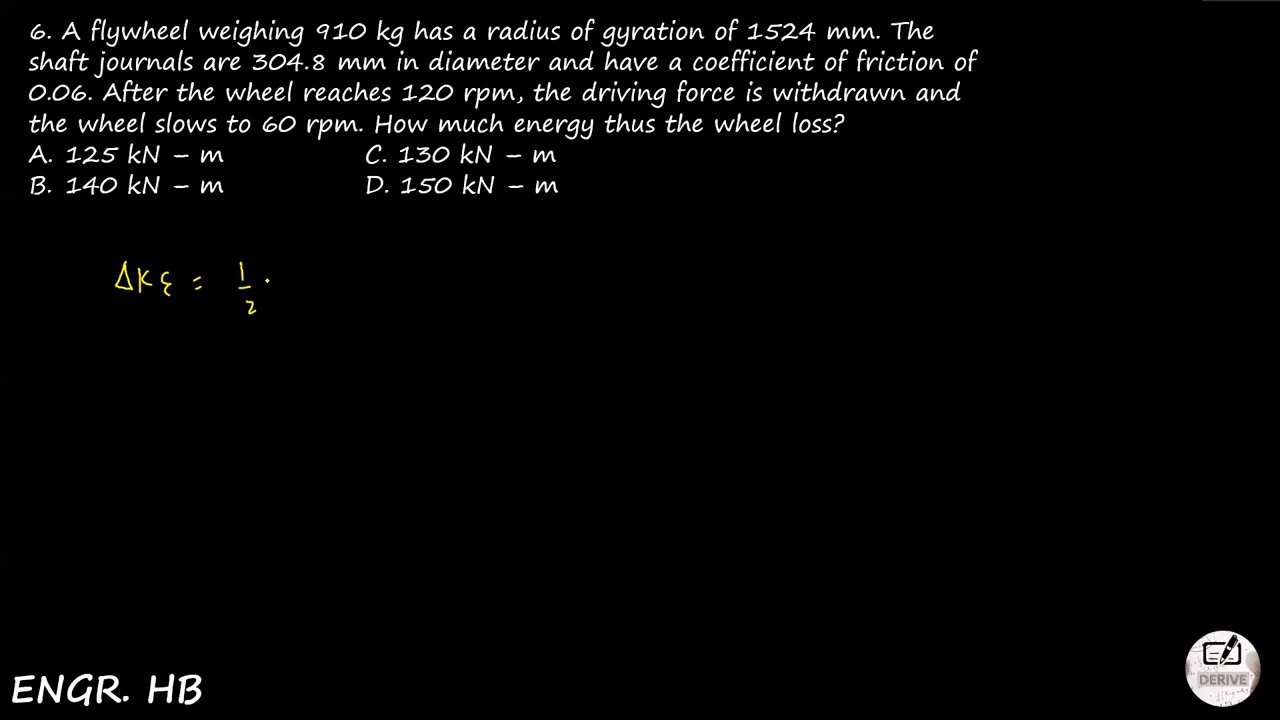 6. A flywheel weighing 910 kg has a radius of gyration of 1524 mm. The
shaft journals are 304.8 mm in diameter and have a coefficient of friction of
0.06. After the wheel reaches 120 rpm, the driving force is withdrawn and
the wheel slows to 60 rpm. How much energy thus the wheel loss?
A. 125 kN – m C. 130 kN – m
B. 140 kN – m D. 150 kN – m
ΔKε = 1/2
ENGR. HB
DERIVE